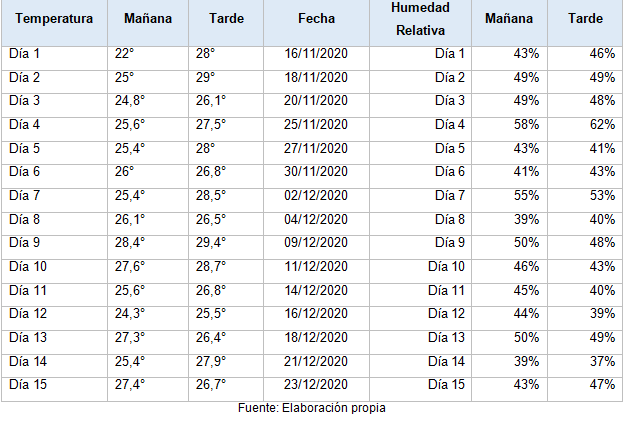 Temperatura Mañana Tarde Fecha Humedad Relativa Mañana Tarde
Día 1 22° 28° 16/11/2020 Día 1 43% 46%
Día 2 25° 29° 18/11/2020 Día 2 49% 49%
Día 3 24,8° 26,1° 20/11/2020 Día 3 49% 48%
Día 4 25,6° 27,5° 25/11/2020 Día 4 58% 62%
Día 5 25,4° 28° 27/11/2020 Día 5 43% 41%
Día 6 26° 26,8° 30/11/2020 Día 6 41% 43%
Día 7 25,4° 28,5° 02/12/2020 Día 7 55% 53%
Día 8 26,1° 26,5° 04/12/2020 Día 8 39% 40%
Día 9 28,4° 29,4° 09/12/2020 Día 9 50% 48%
Día 10 27,6° 28,7° 11/12/2020 Día 10 46% 43%
Día 11 25,6° 26,8° 14/12/2020 Día 11 45% 40%
Día 12 24,3° 25,5° 16/12/2020 Día 12 44% 39%
Día 13 27,3° 26,4° 18/12/2020 Día 13 50% 49%
Día 14 25,4° 27,9° 21/12/2020 Día 14 39% 37%
Día 15 27,4° 26,7° 23/12/2020 Día 15 43% 47%
Fuente: Elaboración propia